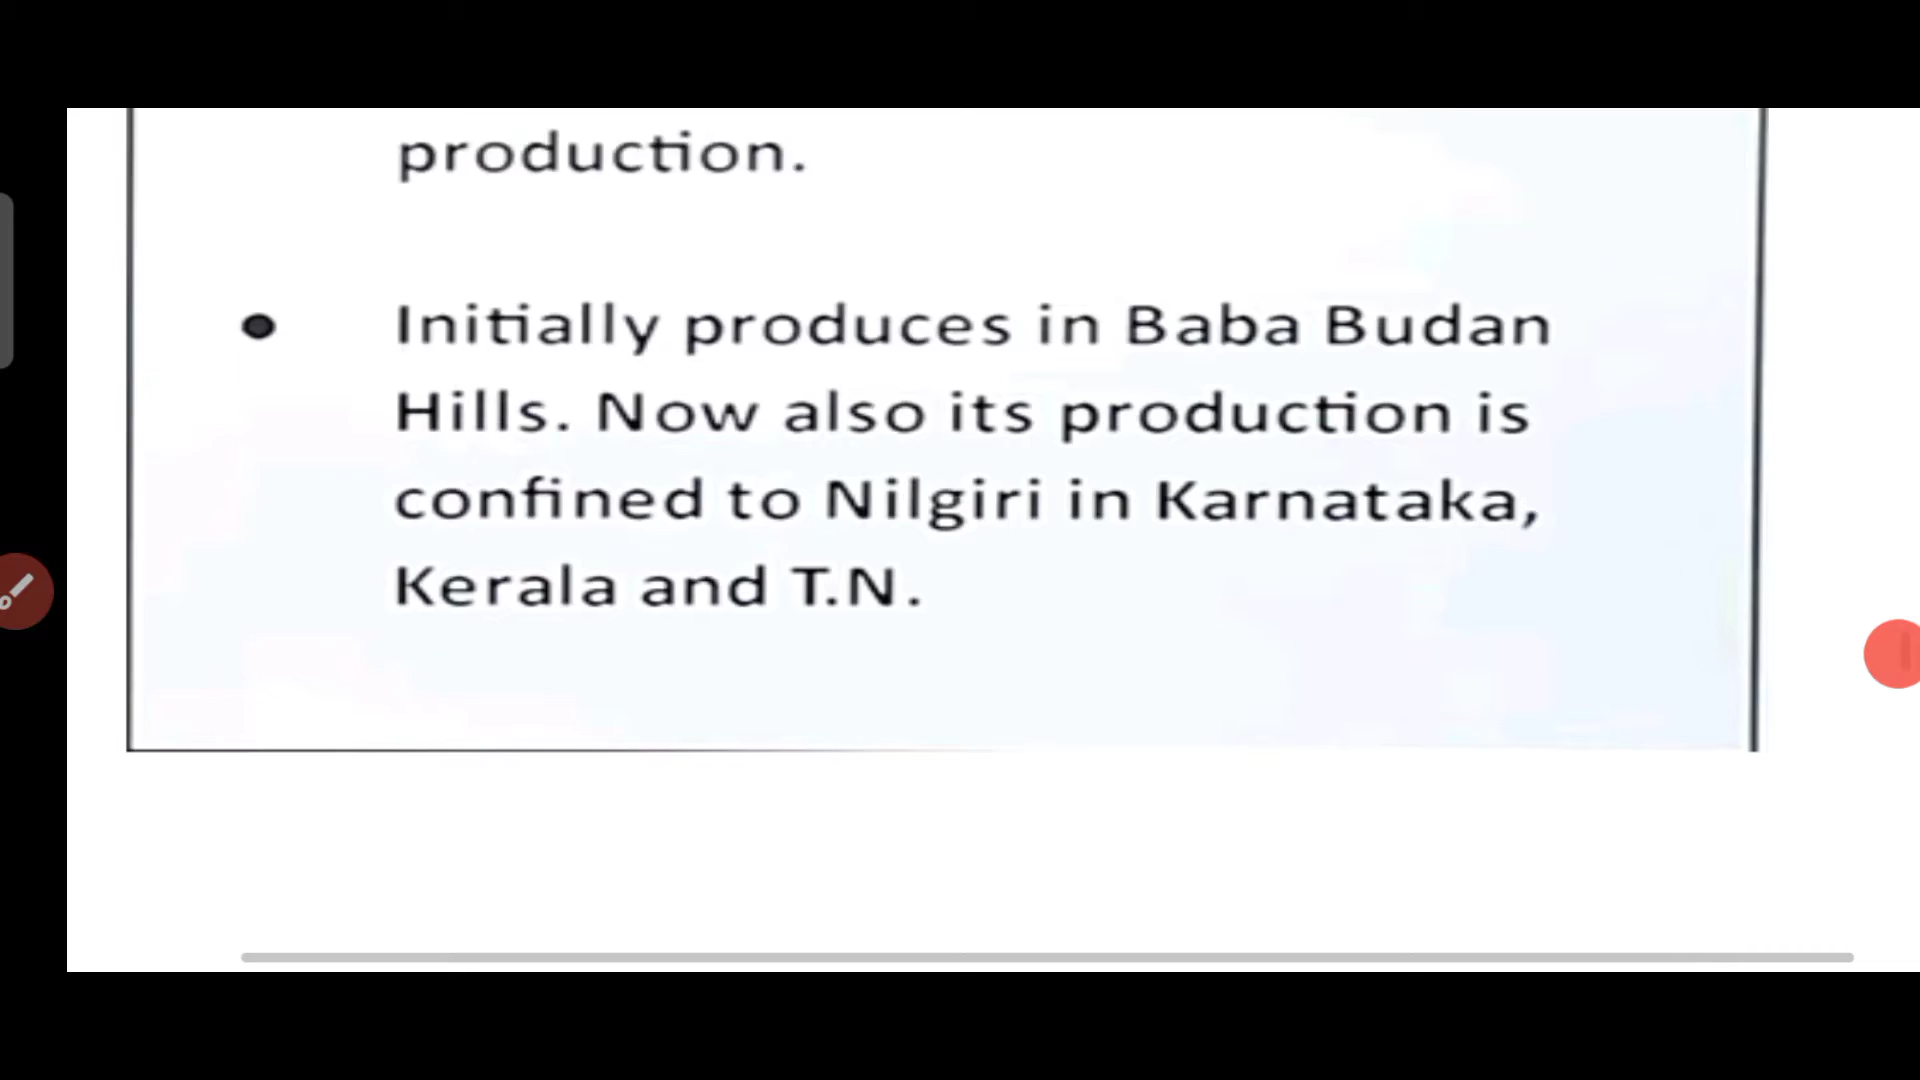 production.
● Initially produces in Baba Budan
Hills. Now also its production is
confined to Nilgiri in Karnataka,
Kerala and T.N.